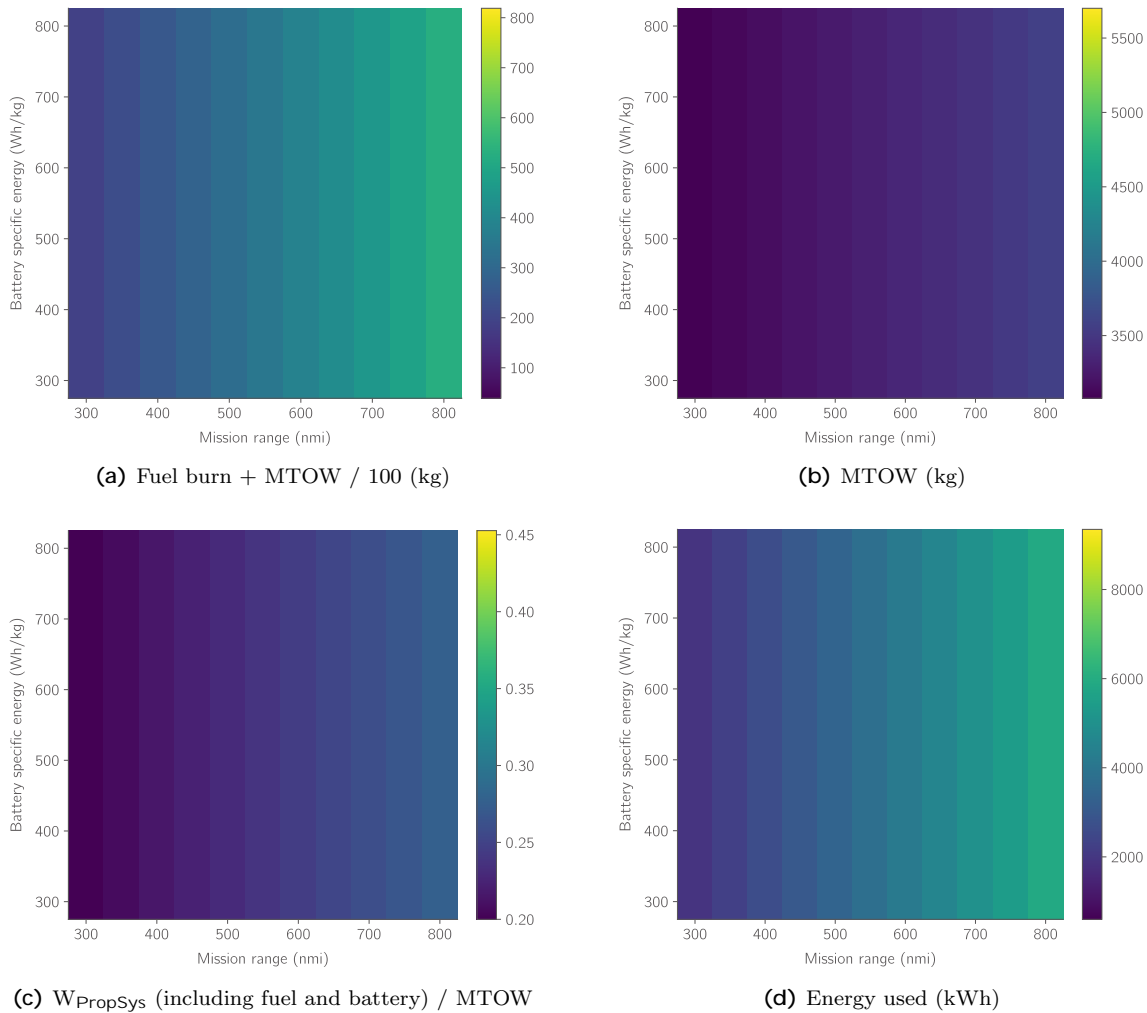 800
700
600
500
400
300
Battery specific energy (Wh/kg)
300 400 500 600 700 800
Mission range (nmi)
800
700
600
500
400
300
200
100
(a) Fuel burn + MTOW / 100 (kg)
800
700
600
500
400
300
Battery specific energy (Wh/kg)
300 400 500 600 700 800
Mission range (nmi)
5500
5000
4500
4000
3500
(b) MTOW (kg)
800
700
600
500
400
300
Battery specific energy (Wh/kg)
300 400 500 600 700 800
Mission range (nmi)
0.45
0.40
0.35
0.30
0.25
0.20
(c) WPropSys (including fuel and battery) / MTOW
800
700
600
500
400
300
Battery specific energy (Wh/kg)
300 400 500 600 700 800
Mission range (nmi)
8000
6000
4000
2000
(d) Energy used (kWh)